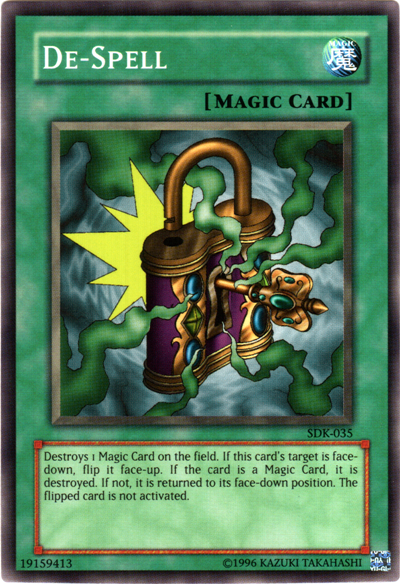 DE-SPELL
MAGIC
魔
[MAGIC CARD]
SDK-035
Destroys 1 Magic Card on the field. If this card's target is face-
down, flip it face-up. If the card is a Magic Card, it is
destroyed. If not, it is returned to its face-down position. The
flipped card is not activated.
19159413
©1996 KAZUKI TAKAHASHI